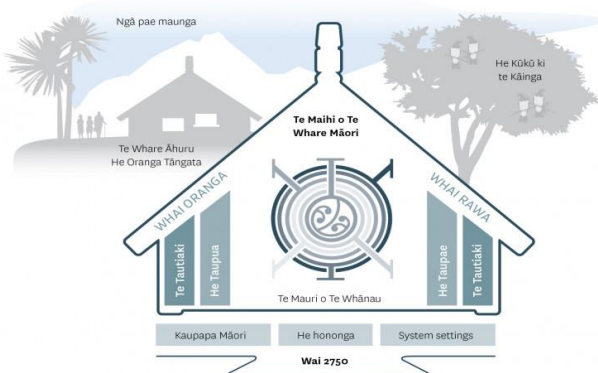 Ngā pae maunga
He Kūkū ki
te Kāinga
Te Maihi o Te
Whare Māori
Te Whare Āhuru
He Oranga Tāngata
WHAI ORANGA
WHAI RAWA
Te Tautiaki
He Taupua
He Taupae
Te Tautiaki
Te Mauri o Te Whānau
Kaupapa Māori
He hononga
System settings
Wai 2750